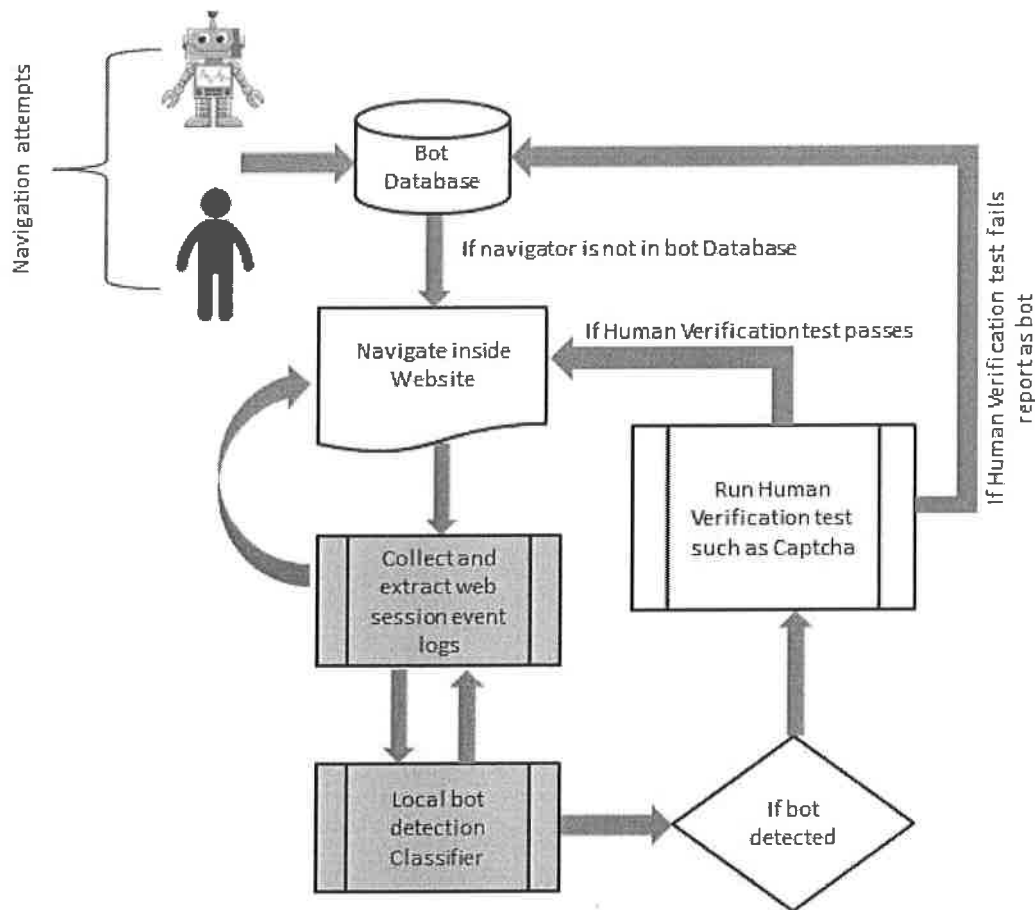 Navigation attempts
Bot
Database
If navigator is not in bot Database
If Human Verification test passes
Navigate inside
Website
If Human Verification test fails
report as bot
Run Human
Verification test
such as Captcha
Collect and
extract web
session event
logs
Local bot
detection
Classifier
If bot
detected